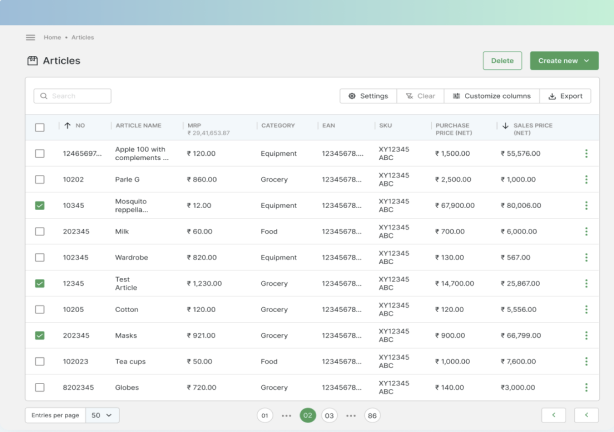 Home • Articles
Articles
Delete
Create new
Search
Settings
Clear
Customize columns
Export
NO
ARTICLE NAME
MRP
₹ 29,41,653.87
CATEGORY
EAN
SKU
PURCHASE
PRICE (NET)
SALES PRICE
(NET)
12465697... Apple 100 with complements ... ₹ 120.00 Equipment 12345678.... XY12345 ABC ₹ 1,500.00 ₹ 55,576.00
10202 Parle G ₹ 860.00 Grocery 12345678... XY12345 ABC ₹ 2,500.00 ₹ 1,000.00
10345 Mosquito reppella... ₹ 12.00 Equipment 12345678... XY12345 ABC ₹ 67,900.00 ₹ 80,006.00
202345 Milk ₹ 60.00 Food 12345678... XY12345 ABC ₹ 700.00 ₹ 6,000.00
102345 Wardrobe ₹ 820.00 Equipment 12345678... XY12345 ABC ₹ 130.00 ₹ 567.00
12345 Test Article ₹ 1,230.00 Grocery 12345678... XY12345 ABC ₹ 14,700.00 ₹ 25,867.00
10205 Cotton ₹ 120.00 Grocery 12345678... XY12345 ABC ₹ 120.00 ₹ 5,556.00
202345 Masks ₹ 921.00 Grocery 12345678... XY12345 ABC ₹ 900.00 ₹ 66,799.00
102023 Tea cups ₹ 50.00 Food 12345678... XY12345 ABC ₹ 1,000.00 ₹ 7,600.00
8202345 Globes ₹ 720.00 Grocery 12345678... XY12345 ABC ₹ 140.00 ₹3,000.00
Entries per page 50 01 ... 02 03 ... 86